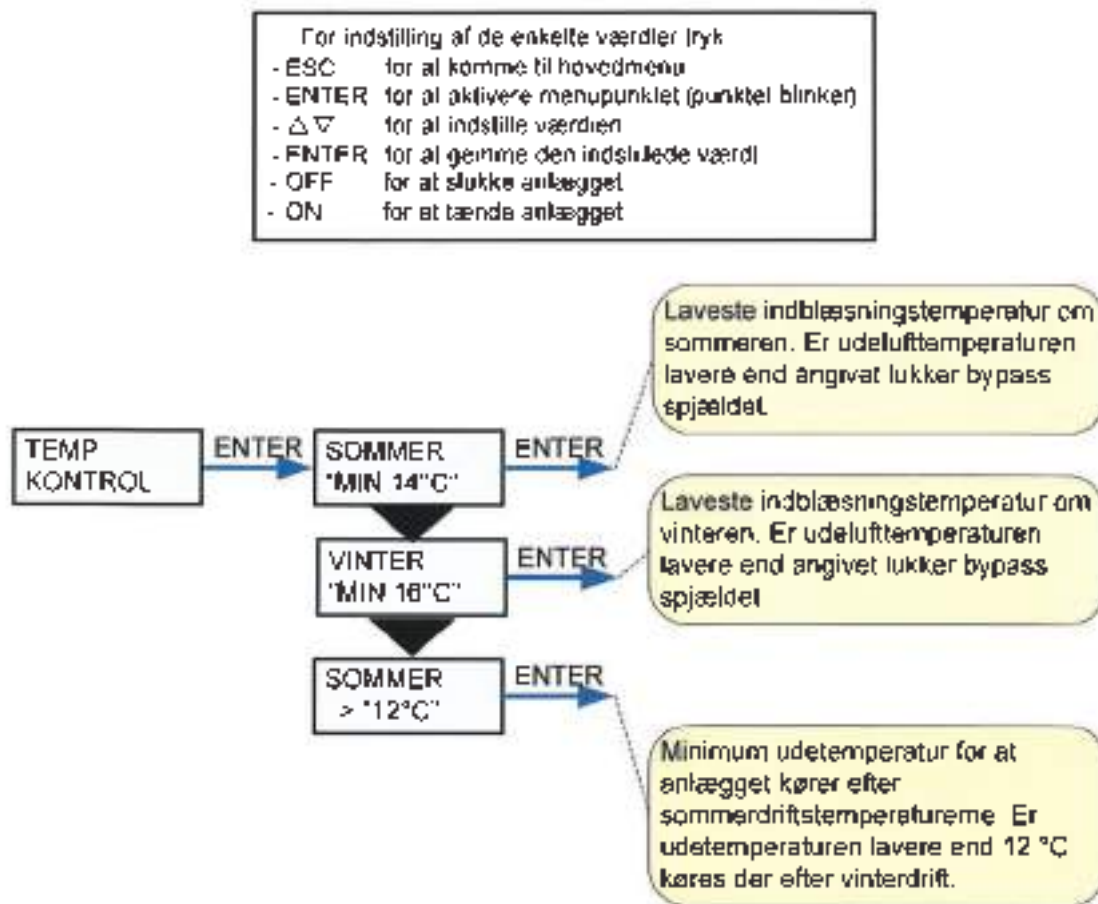 For indstilling af de enkelte værdier tryk
- ESC for at komme til hovedmenu
- ENTER for at aktivere menupunktet (punktet blinker)
- △▽ for at indstille værdien
- ENTER for at gemme den indstillede værdi
- OFF for at slukke anlægget
- ON for at tænde anlægget
Laveste indblæsningstemperatur om
sommeren. Er udelufttemperaturen
lavere end angivet lukker bypass
spjældet.
TEMP
KONTROL
ENTER
SOMMER
"MIN 14°C"
ENTER
Laveste indblæsningstemperatur om
vinteren. Er udelufttemperaturen
lavere end angivet lukker bypass
spjældet
VINTER
"MIN 16°C"
ENTER
SOMMER
> "12°C"
ENTER
Minimum udetemperatur for at
anlægget kører efter
sommerdriftstemperaturerne. Er
udetemperaturen lavere end 12 °C
køres der efter vinterdrift.